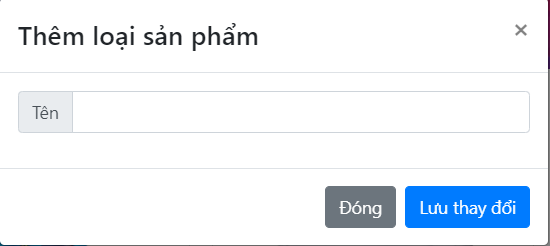 Thêm loại sản phẩm
×
Tên
Đóng Lưu thay đổi